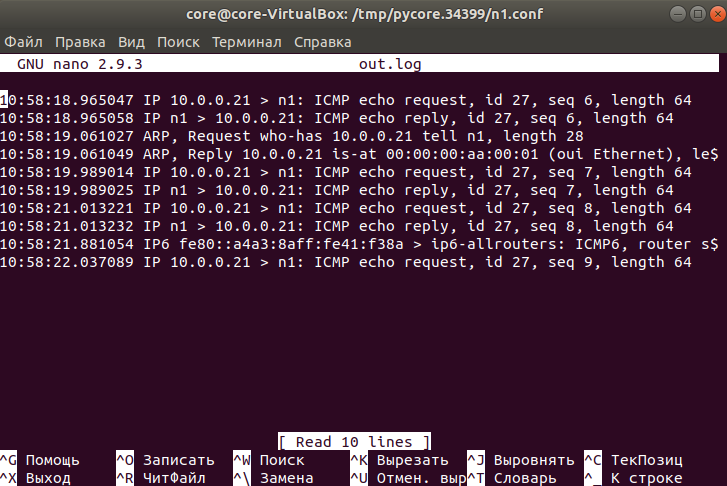 core@core-VirtualBox: /tmp/pycore.34399/n1.conf
Файл Правка Вид Поиск Терминал Справка
GNU nano 2.9.3 out.log
10:58:18.965047 IP 10.0.0.21 > n1: ICMP echo request, id 27, seq 6, length 64
10:58:18.965058 IP n1 > 10.0.0.21: ICMP echo reply, id 27, seq 6, length 64
10:58:19.061027 ARP, Request who-has 10.0.0.21 tell n1, length 28
10:58:19.061049 ARP, Reply 10.0.0.21 is-at 00:00:00:aa:00:01 (oui Ethernet), le$
10:58:19.989014 IP 10.0.0.21 > n1: ICMP echo request, id 27, seq 7, length 64
10:58:19.989025 IP n1 > 10.0.0.21: ICMP echo reply, id 27, seq 7, length 64
10:58:21.013221 IP 10.0.0.21 > n1: ICMP echo request, id 27, seq 8, length 64
10:58:21.013232 IP n1 > 10.0.0.21: ICMP echo reply, id 27, seq 8, length 64
10:58:21.881054 IP6 fe80::a4a3:8aff:fe41:f38a > ip6-allrouters: ICMP6, router s$
10:58:22.037089 IP 10.0.0.21 > n1: ICMP echo request, id 27, seq 9, length 64
[ Read 10 lines ]
^G Помощь ^O Записать ^W Поиск ^K Вырезать ^J Выровнять ^C ТекПозиц
^X Выход ^R ЧитФайл ^\ Замена ^U Отмен. выр^T Словарь ^_ К строке